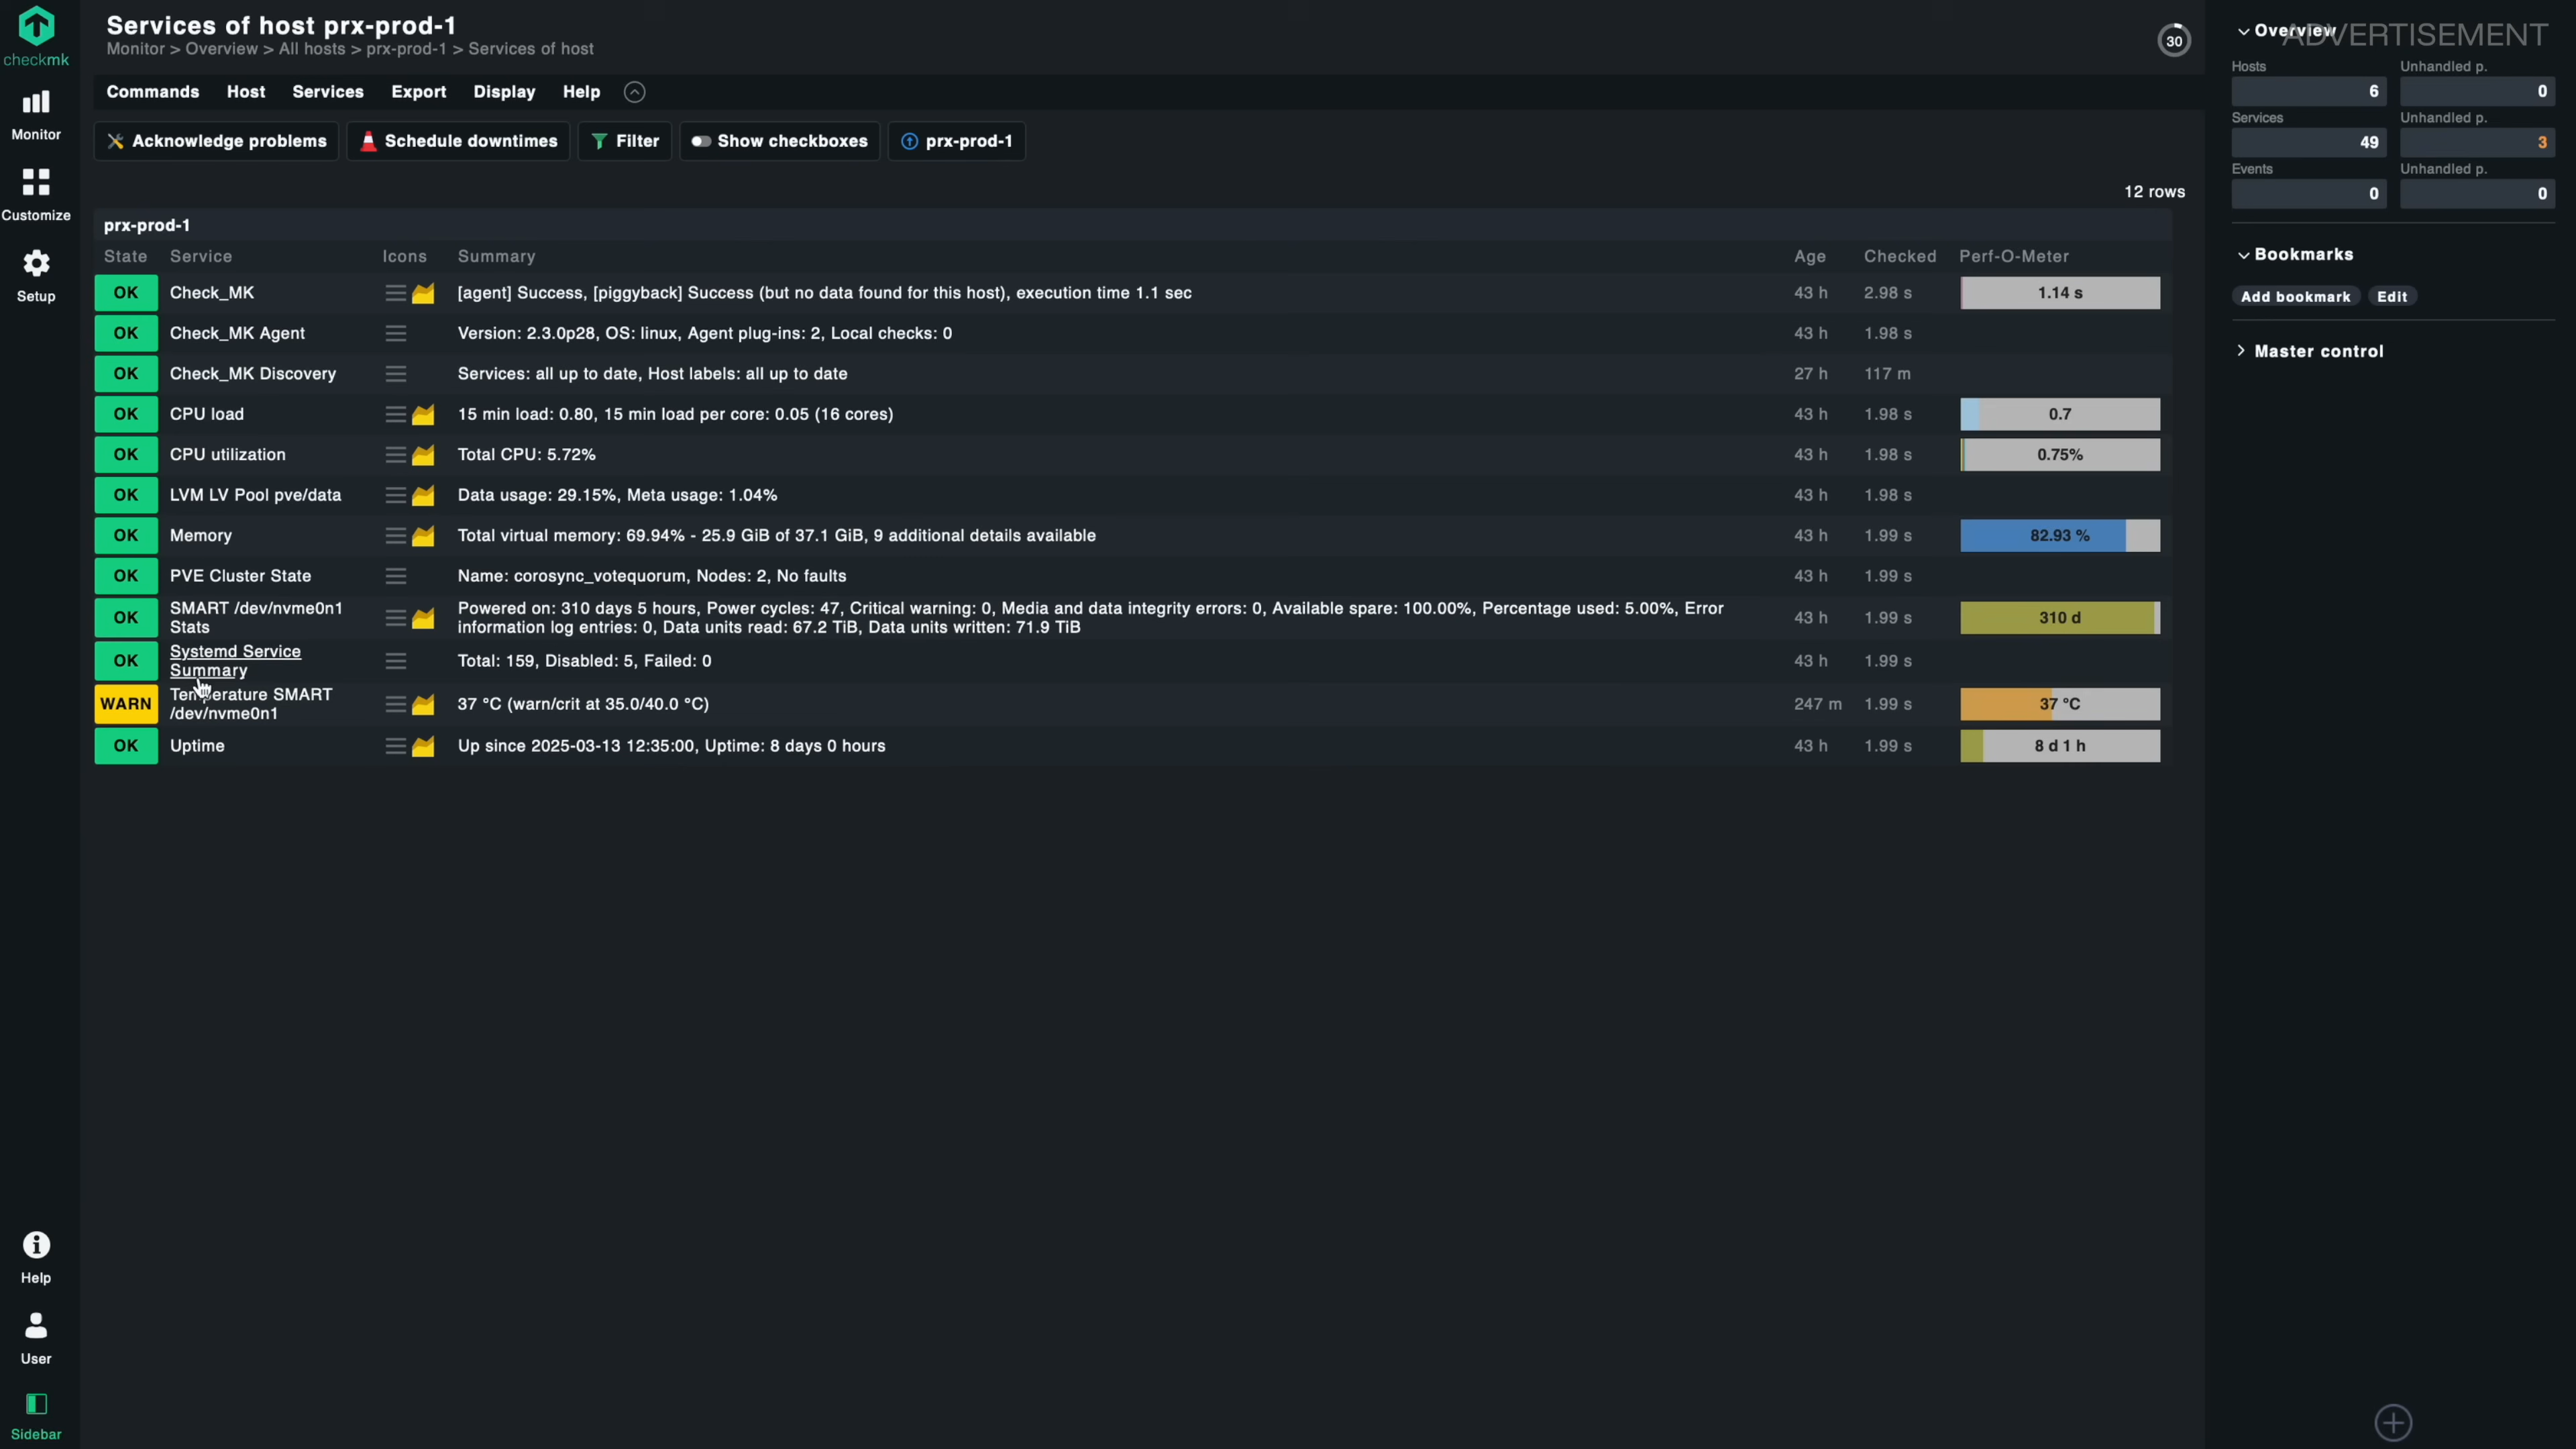 checkmk
Monitor
Customize
Setup
Help
User
Sidebar
Services of host prx-prod-1
Monitor > Overview > All hosts > prx-prod-1 > Services of host
30
Commands Host Services Export Display Help
Acknowledge problems Schedule downtimes Filter Show checkboxes prx-prod-1
12 rows
prx-prod-1
State Service Icons Summary Age Checked Perf-O-Meter
OK Check_MK [agent] Success, [piggyback] Success (but no data found for this host), execution time 1.1 sec 43 h 2.98 s 1.14 s
OK Check_MK Agent Version: 2.3.0p28, OS: linux, Agent plug-ins: 2, Local checks: 0 43 h 1.98 s
OK Check_MK Discovery Services: all up to date, Host labels: all up to date 27 h 117 m
OK CPU load 15 min load: 0.80, 15 min load per core: 0.05 (16 cores) 43 h 1.98 s 0.7
OK CPU utilization Total CPU: 5.72% 43 h 1.98 s 0.75%
OK LVM LV Pool pve/data Data usage: 29.15%, Meta usage: 1.04% 43 h 1.98 s
OK Memory Total virtual memory: 69.94% - 25.9 GiB of 37.1 GiB, 9 additional details available 43 h 1.99 s 82.93 %
OK PVE Cluster State Name: corosync_votequorum, Nodes: 2, No faults 43 h 1.99 s
OK SMART /dev/nvme0n1 Powered on: 310 days 5 hours, Power cycles: 47, Critical warning: 0, Media and data integrity errors: 0, Available spare: 100.00%, Percentage used: 5.00%, Error 43 h 1.99 s 310 d
Stats information log entries: 0, Data units read: 67.2 TiB, Data units written: 71.9 TiB
OK Systemd Service Total: 159, Disabled: 5, Failed: 0 43 h 1.99 s
Summary
WARN Temperature SMART 37 °C (warn/crit at 35.0/40.0 °C) 247 m 1.99 s 37 °C
/dev/nvme0n1
OK Uptime Up since 2025-03-13 12:35:00, Uptime: 8 days 0 hours 43 h 1.99 s 8 d 1 h
Overview
ADVERTISEMENT
Hosts Unhandled p.
6 0
Services Unhandled p.
49 3
Events Unhandled p.
0 0
Bookmarks
Add bookmark Edit
Master control